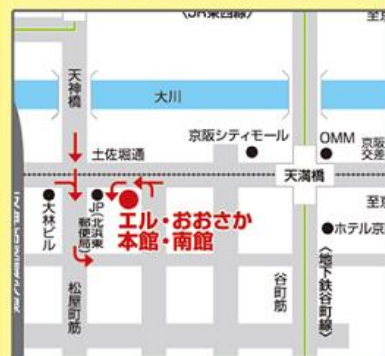 〈JR東西線〉
天神橋
大川
京阪シティモール
OMM
土佐堀通
天満橋
大林ビル
JP(北浜東郵便局)
エル・おおさか
本館・南館
ホテル京
松屋町筋
谷町筋
〈地下鉄谷町線〉
至京
京阪
交差